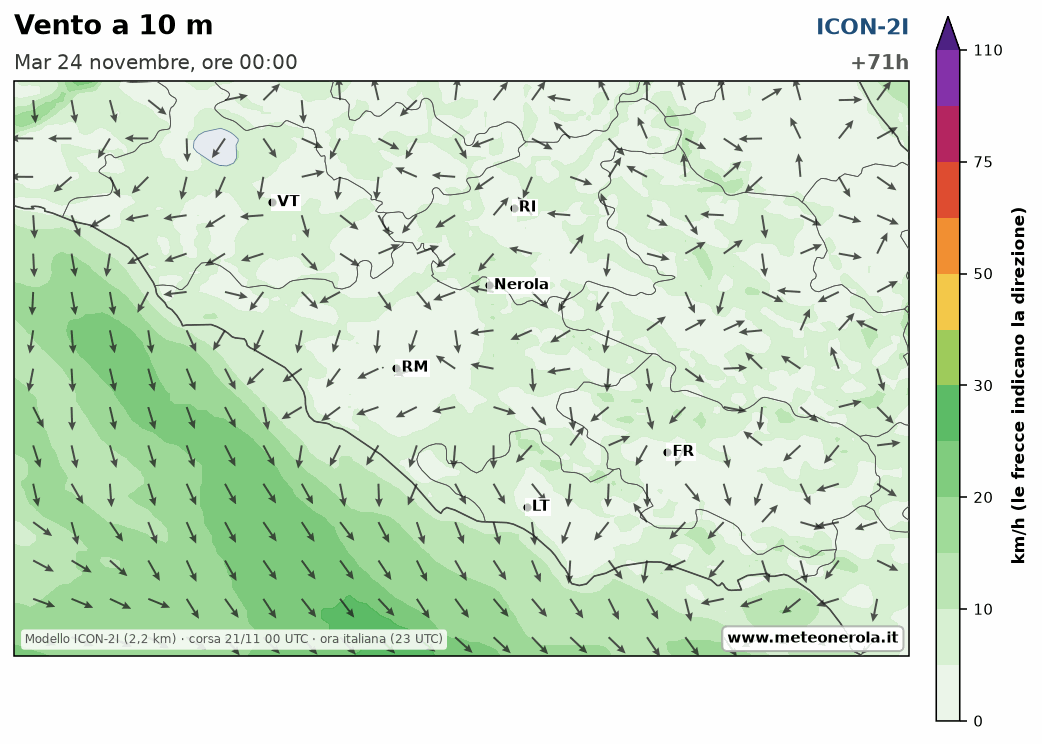 Vento a 10 m
ICON-2I
Mar 24 novembre, ore 00:00
+71h
110
75
50
30
20
10
0
km/h (le frecce indicano la direzione)
VT
RI
Nerola
RM
FR
LT
Modello ICON-2I (2,2 km) · corsa 21/11 00 UTC · ora italiana (23 UTC)
www.meteonerola.it